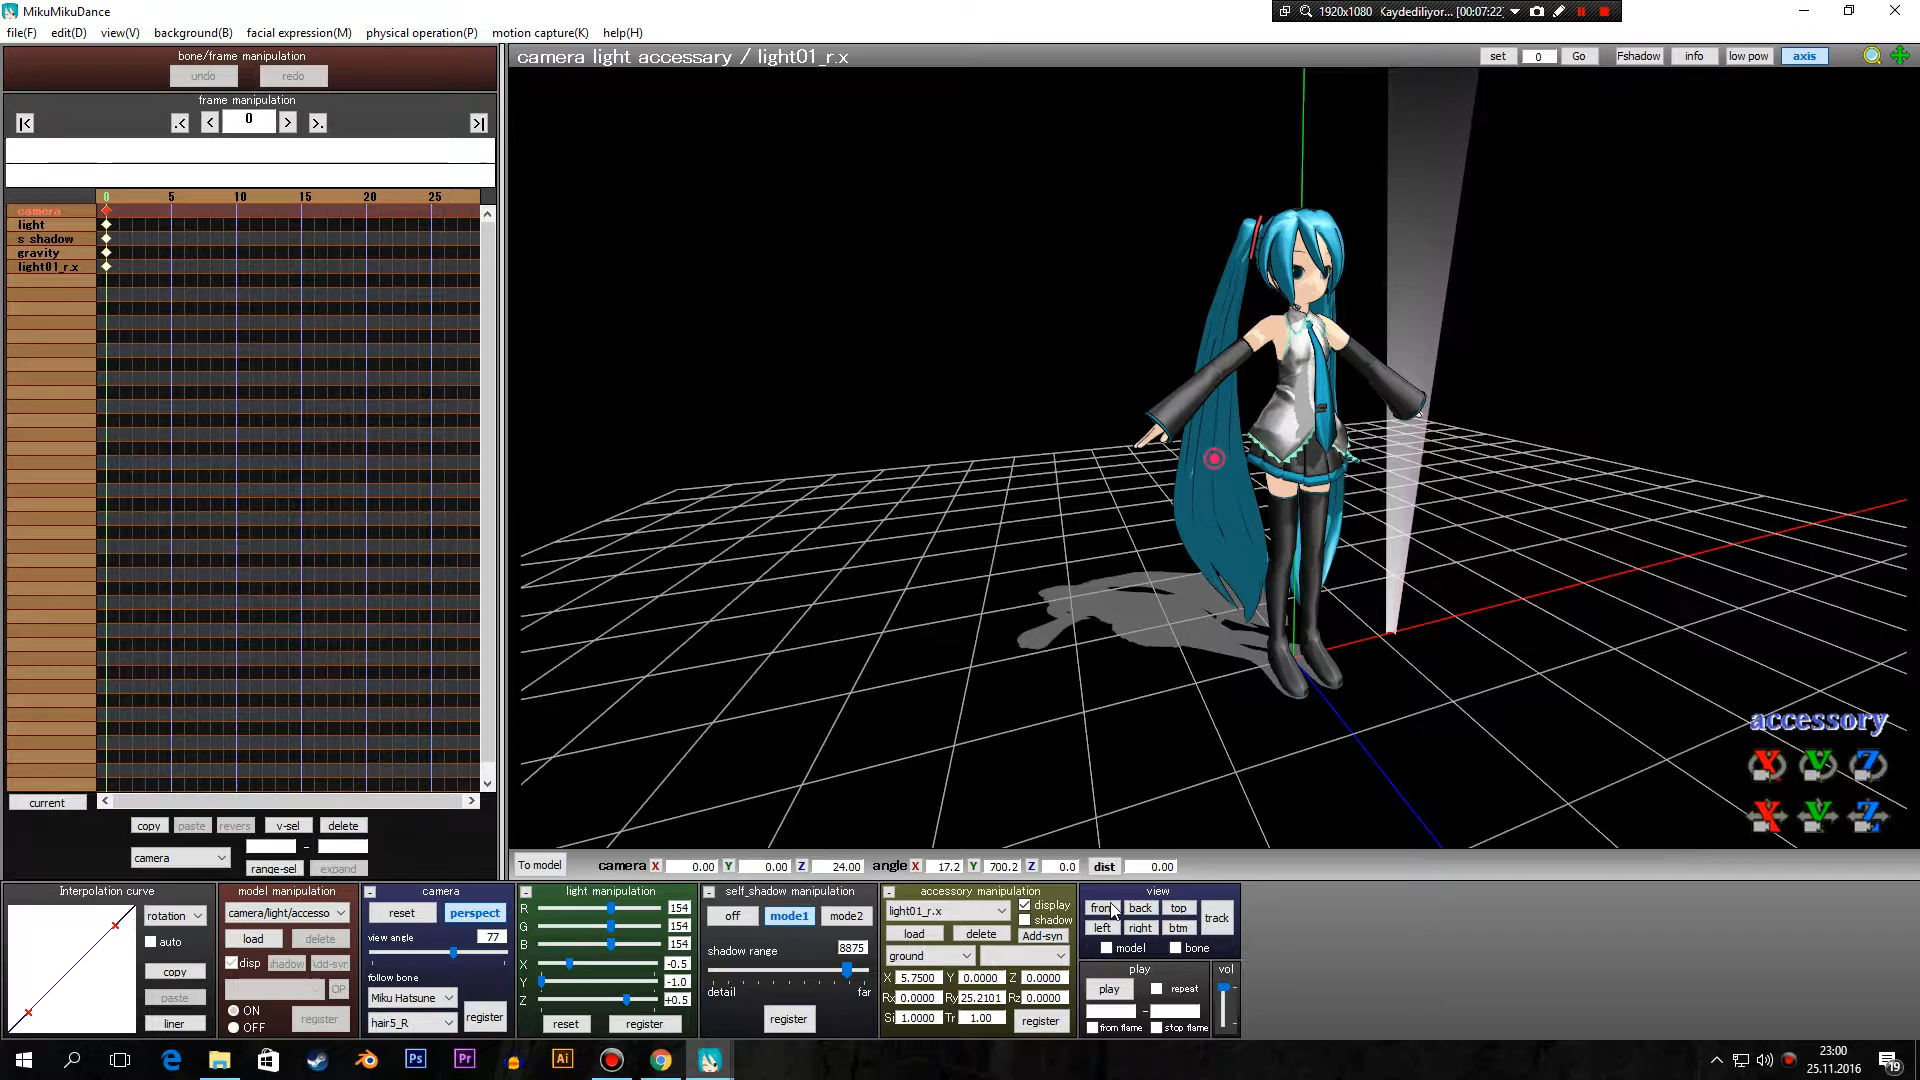 MikuMikuDance
1920x1080 Kaydediliyor... [00:07:22]
file(F) edit(D) view(V) background(B) facial expression(M) physical operation(P) motion capture(K) help(H)
bone/frame manipulation
undo redo
frame manipulation
|< .< < 0 > >. >|
camera light accessary / light01_r.x
set 0 Go Fshadow info low pow axis
0 5 10 15 20 25
camera
light
s shadow
gravity
light01_r.x
accessory
X Y Z
X Y Z
current
copy paste revers v-sel delete
camera
-
range-sel expand
To model camera X 0.00 Y 0.00 Z 24.00 angle X 17.2 Y 700.2 Z 0.0 dist 0.00
Interpolation curve
rotation
auto
copy
paste
liner
model manipulation
camera/light/accesso
load delete
disp shadow Add-syn
OP
ON
OFF
register
camera
reset perspect
view angle 77
follow bone
Miku Hatsune
hair5_R
register
light manipulation
R 154
G 154
B 154
X -0.5
Y -1.0
Z +0.5
reset register
self_shadow manipulation
off mode1 mode2
shadow range 8875
detail far
register
accessory manipulation
light01_r.x display
shadow
load delete Add-syn
ground
X 5.7500 Y 0.0000 Z 0.0000
Rx 0.0000 Ry 25.2101 Rz 0.0000
Si 1.0000 Tr 1.00 register
view
front back top
left right btm
track
model bone
play
play repeat
-
from flame stop flame
vol
Ps Pr Ai
23:00
25.11.2016
19